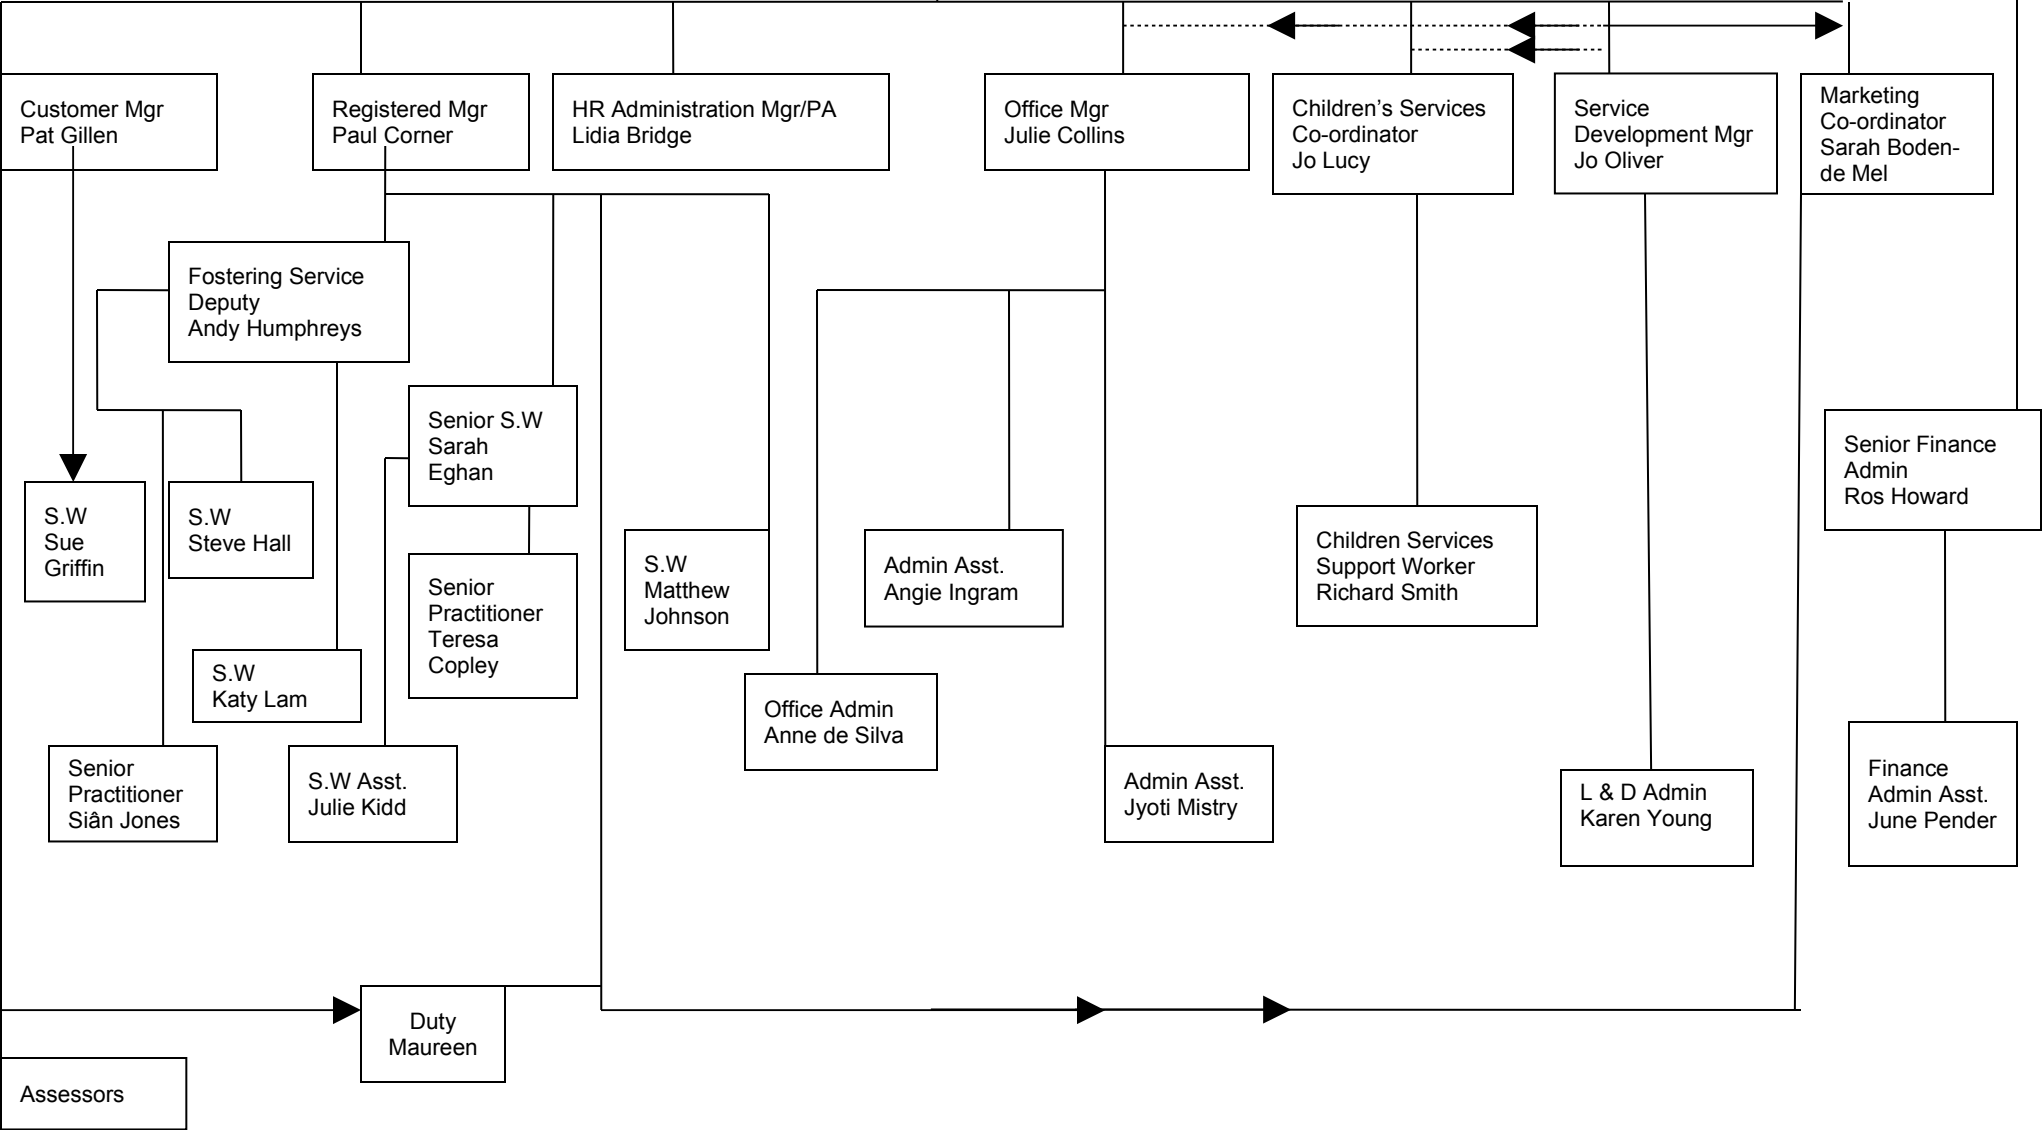 Customer Mgr
Pat Gillen
Registered Mgr
Paul Corner
HR Administration Mgr/PA
Lidia Bridge
Office Mgr
Julie Collins
Children’s Services
Co-ordinator
Jo Lucy
Service
Development Mgr
Jo Oliver
Marketing
Co-ordinator
Sarah Boden-
de Mel
Fostering Service
Deputy
Andy Humphreys
Senior S.W
Sarah
Eghan
Senior Finance
Admin
Ros Howard
S.W
Sue
Griffin
S.W
Steve Hall
Senior
Practitioner
Teresa
Copley
S.W
Matthew
Johnson
Admin Asst.
Angie Ingram
Children Services
Support Worker
Richard Smith
S.W
Katy Lam
Office Admin
Anne de Silva
Senior
Practitioner
Siân Jones
S.W Asst.
Julie Kidd
Admin Asst.
Jyoti Mistry
L & D Admin
Karen Young
Finance
Admin Asst.
June Pender
Duty
Maureen
Assessors